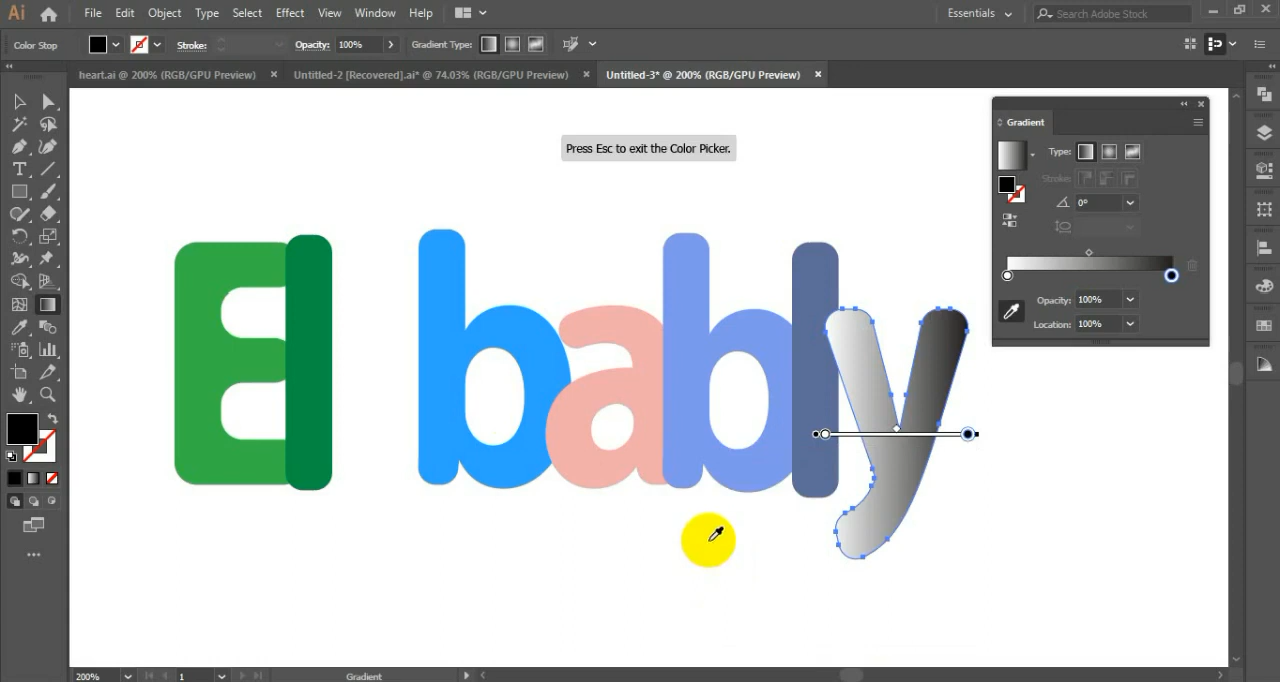 Ai File Edit Object Type Select Effect View Window Help Essentials Search Adobe Stock
Color Stop Stroke: Opacity: 100% Gradient Type:
heart.ai @ 200% (RGB/GPU Preview) × Untitled-2 [Recovered].ai* @ 74.03% (RGB/GPU Preview) × Untitled-3* @ 200% (RGB/GPU Preview) ×
Press Esc to exit the Color Picker.
Gradient
Type:
Strokes:
0°
Opacity: 100%
Location: 100%
El bably
200% 1 Gradient